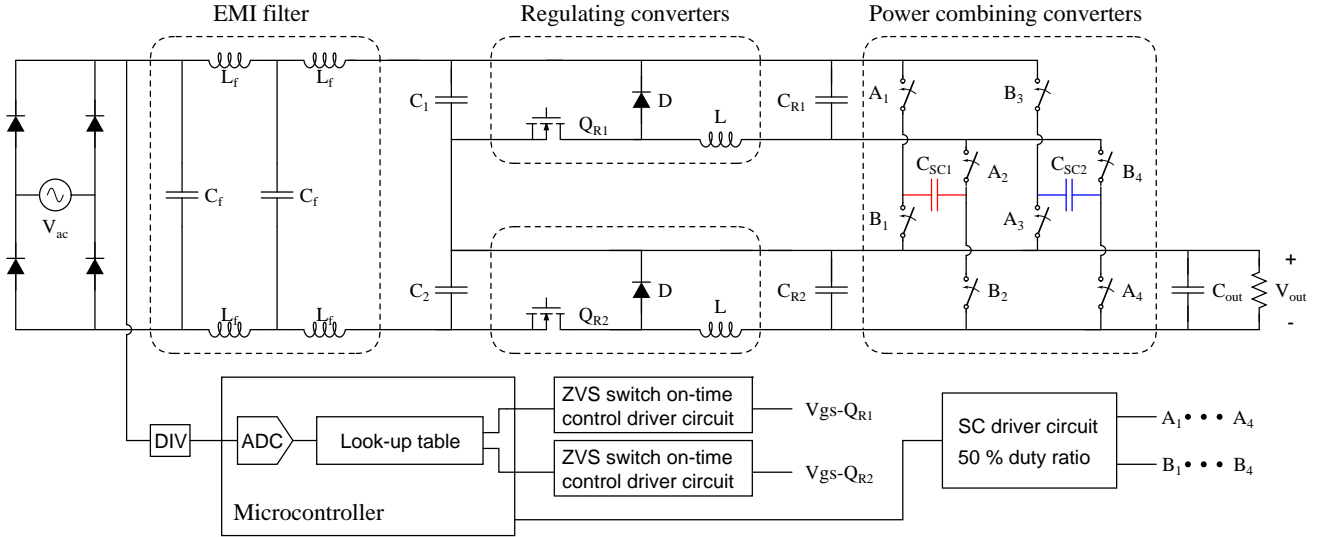 EMI filter
Regulating converters
Power combining converters
L_f
L_f
C_1
Q_R1
D
L
C_R1
A_1
B_3
A_2
B_4
C_SC1
C_SC2
V_ac
C_f
C_f
B_1
A_3
C_2
Q_R2
D
L
C_R2
B_2
A_4
C_out
+
V_out
-
L_f
L_f
DIV
ADC
Look-up table
Microcontroller
ZVS switch on-time
control driver circuit
Vgs-Q_R1
ZVS switch on-time
control driver circuit
Vgs-Q_R2
SC driver circuit
50 % duty ratio
A_1 • • • A_4
B_1 • • • B_4